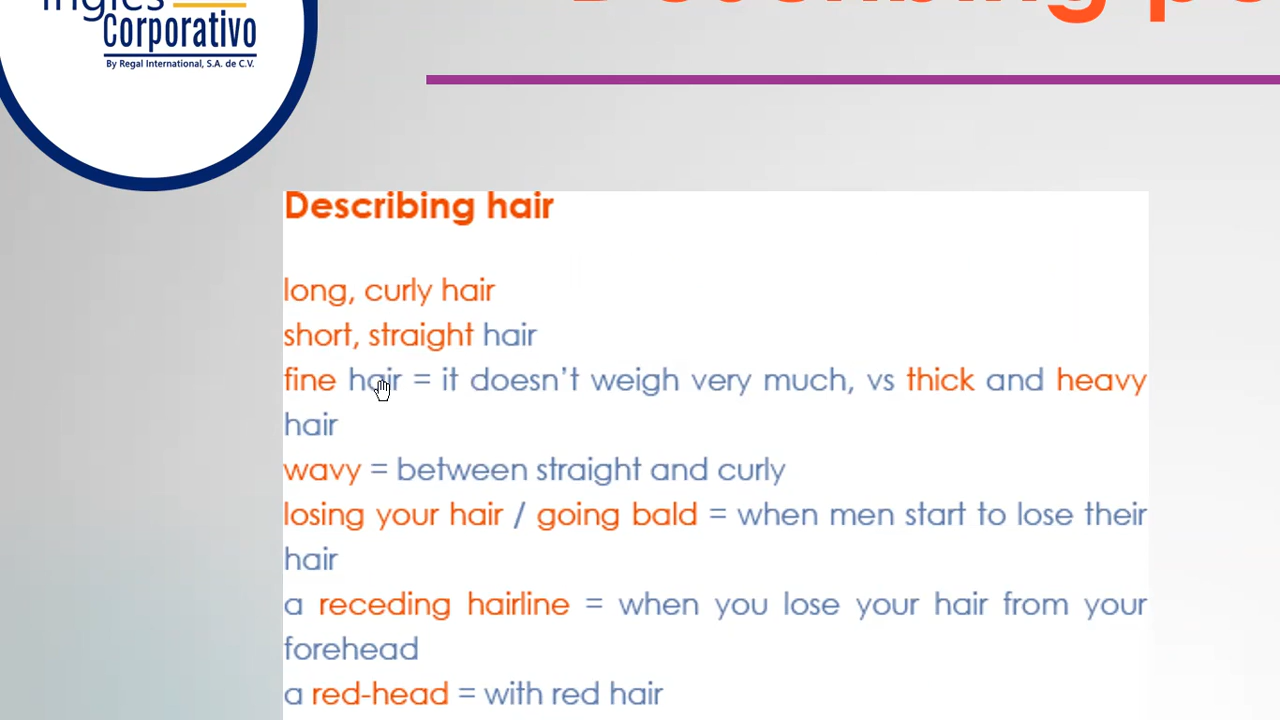 Inglés
Corporativo
By Regal International, S.A. de C.V.
Describing
Describing hair
long, curly hair
short, straight hair
fine hair = it doesn't weigh very much, vs thick and heavy
hair
wavy = between straight and curly
losing your hair / going bald = when men start to lose their
hair
a receding hairline = when you lose your hair from your
forehead
a red-head = with red hair